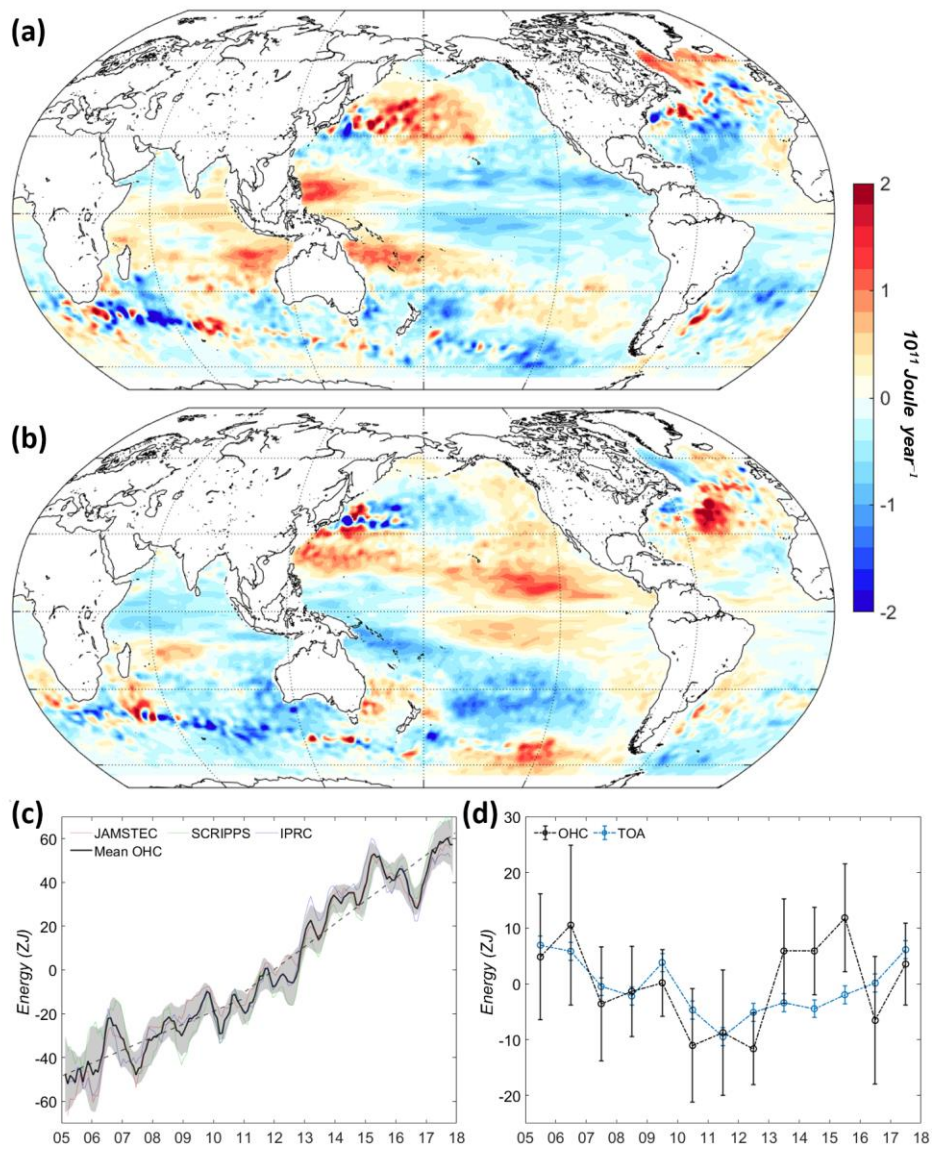 (a)
(b)
2
1
0
-1
-2
10¹¹ Joule year⁻¹
(c)
JAMSTEC SCRIPPS IPRC
Mean OHC
Energy (ZJ)
60
40
20
0
-20
-40
-60
05 06 07 08 09 10 11 12 13 14 15 16 17 18
(d)
OHC TOA
Energy (ZJ)
30
20
10
0
-10
-20
05 06 07 08 09 10 11 12 13 14 15 16 17 18